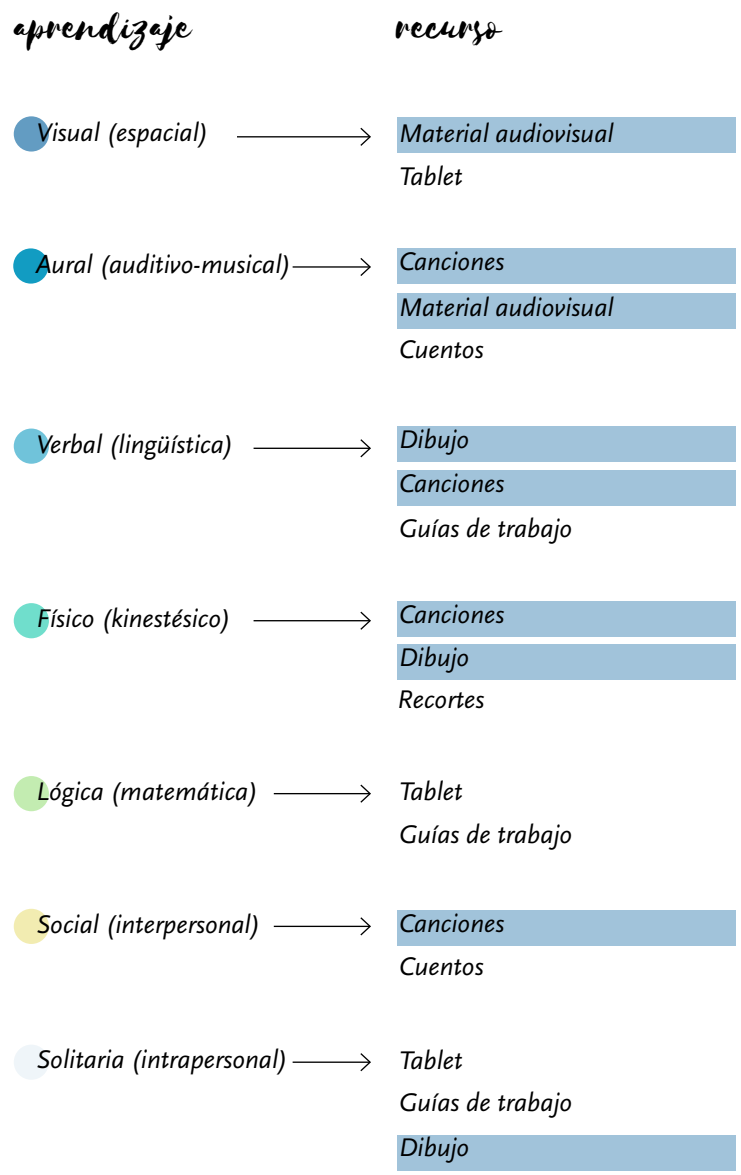 aprendizaje recurso
Visual (espacial) Material audiovisual
Tablet
Aural (auditivo-musical) Canciones
Material audiovisual
Cuentos
Verbal (lingüística) Dibujo
Canciones
Guías de trabajo
Físico (kinestésico) Canciones
Dibujo
Recortes
Lógica (matemática) Tablet
Guías de trabajo
Social (interpersonal) Canciones
Cuentos
Solitaria (intrapersonal) Tablet
Guías de trabajo
Dibujo